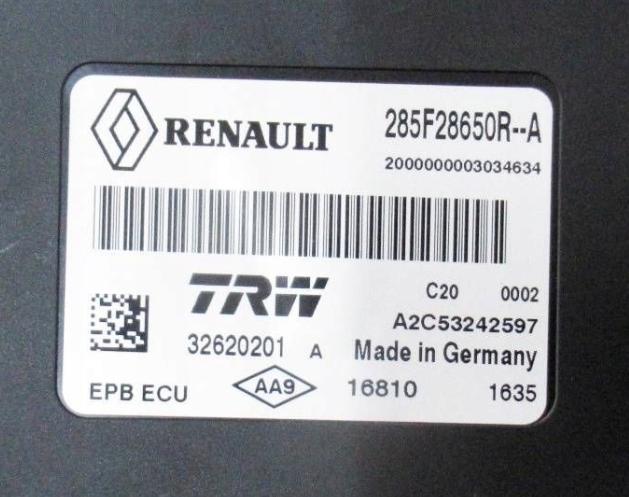 RENAULT 285F28650R--A
2000000003034634
TRW C20 0002
A2C53242597
32620201 A Made in Germany
EPB ECU AA9 16810 1635